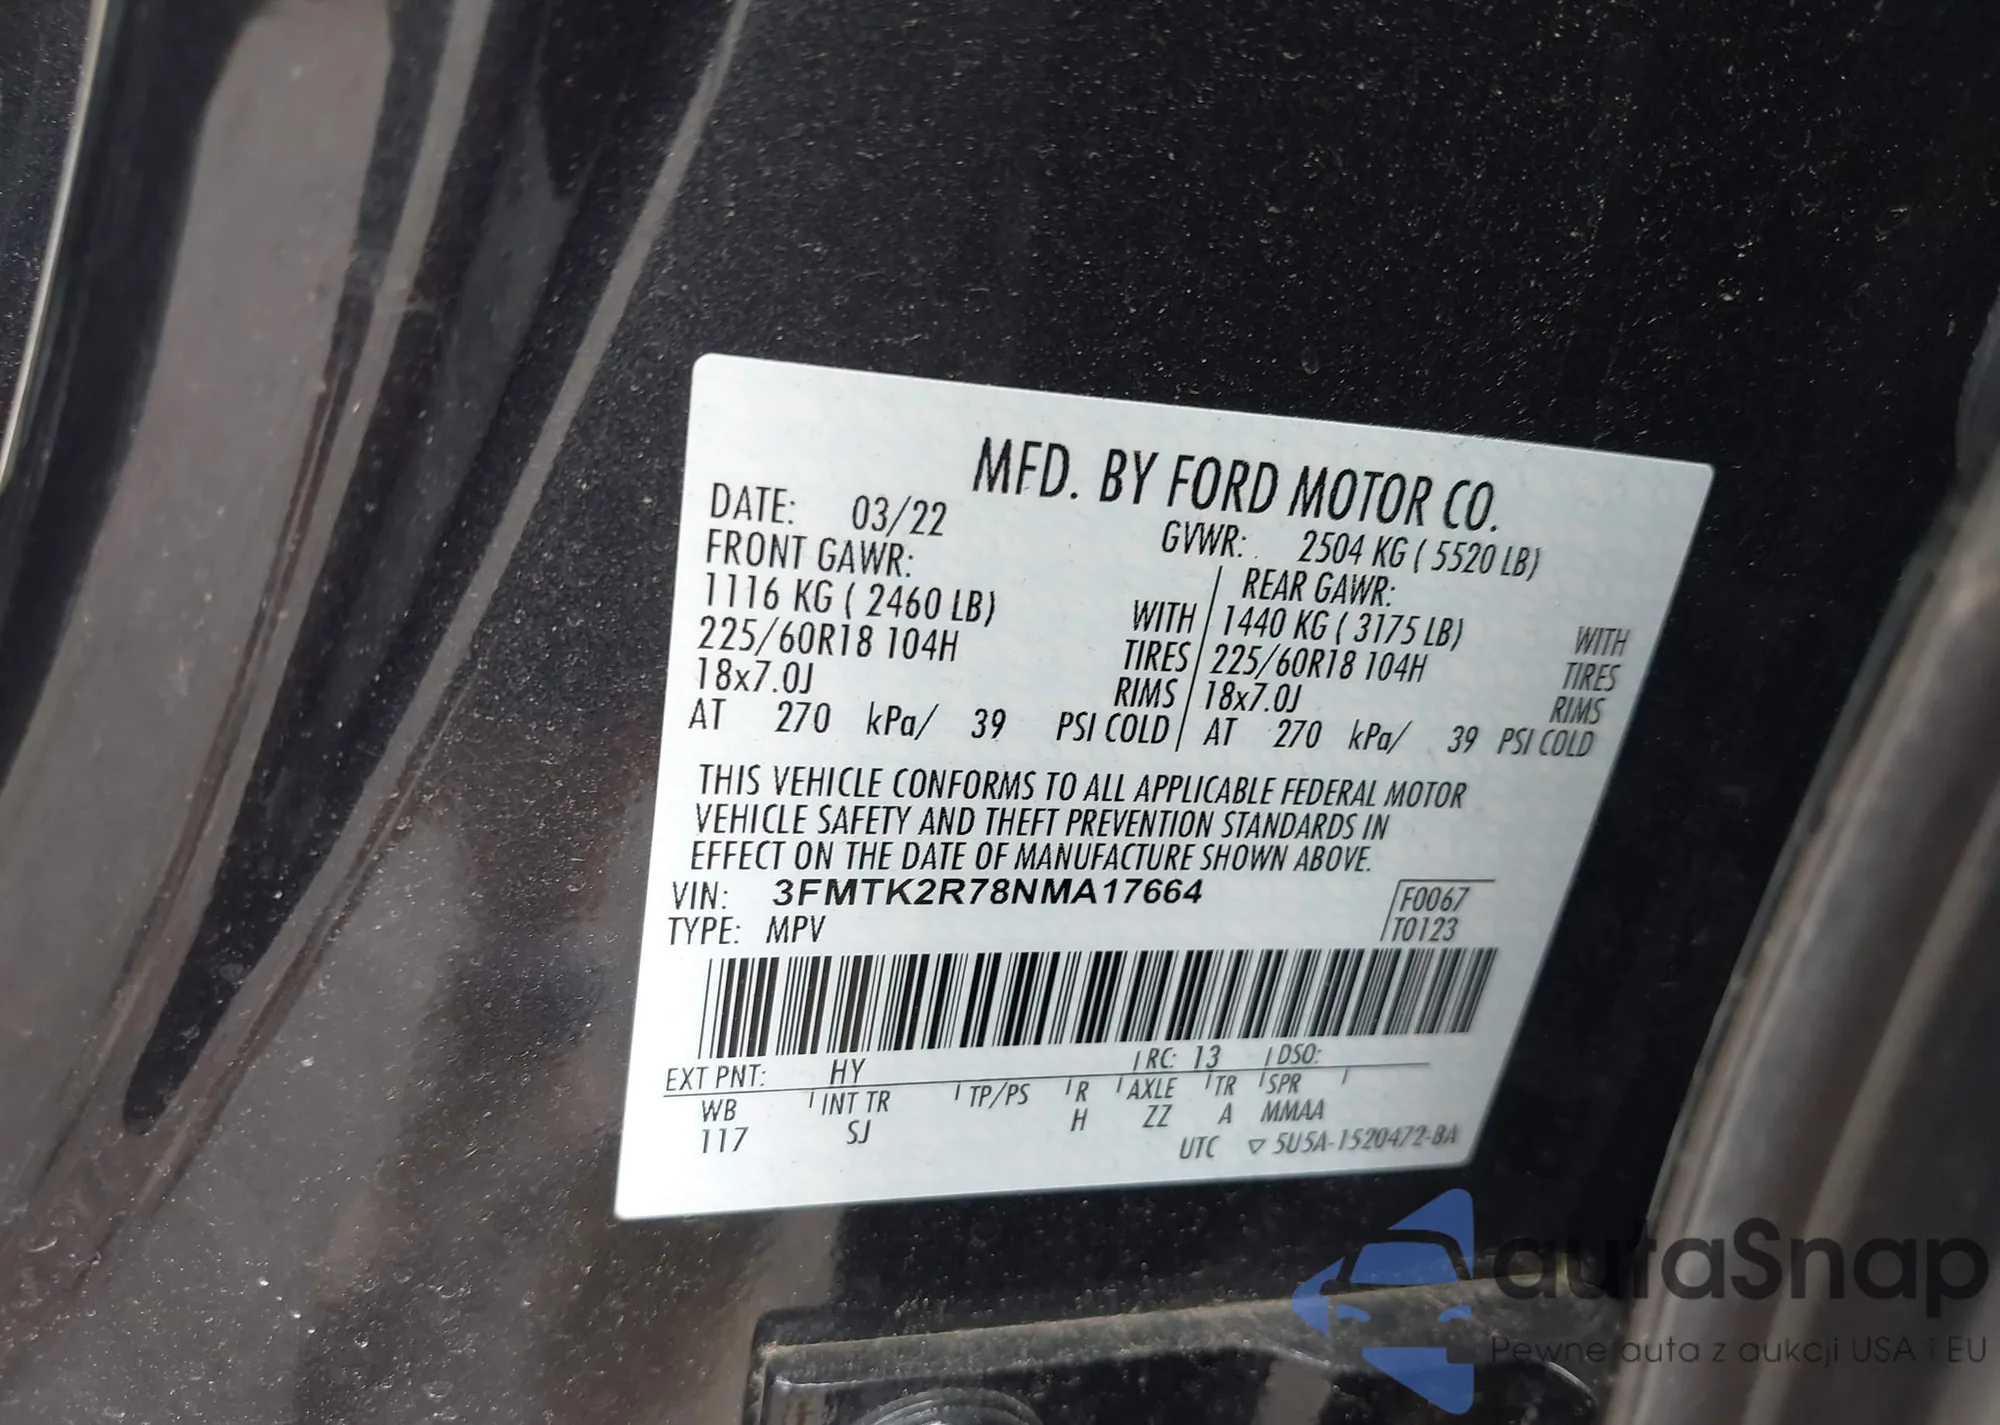 MFD. BY FORD MOTOR CO.
DATE: 03/22 GVWR: 2504 KG ( 5520 LB)
FRONT GAWR: REAR GAWR:
1116 KG ( 2460 LB) WITH 1440 KG ( 3175 LB) WITH
225/60R18 104H TIRES 225/60R18 104H TIRES
18x7.0J RIMS 18x7.0J RIMS
AT 270 kPa/ 39 PSI COLD AT 270 kPa/ 39 PSI COLD
THIS VEHICLE CONFORMS TO ALL APPLICABLE FEDERAL MOTOR
VEHICLE SAFETY AND THEFT PREVENTION STANDARDS IN
EFFECT ON THE DATE OF MANUFACTURE SHOWN ABOVE.
VIN: 3FMTK2R78NMA17664 F0067
TYPE: MPV T0123
EXT PNT: HY RC: 13 DSO:
WB INT TR TP/PS R AXLE TR SPR
117 SJ H ZZ A MMAA
UTC ▽ 5U5A-1520472-BA
autaSnap
Pewne auta z aukcji USA i EU